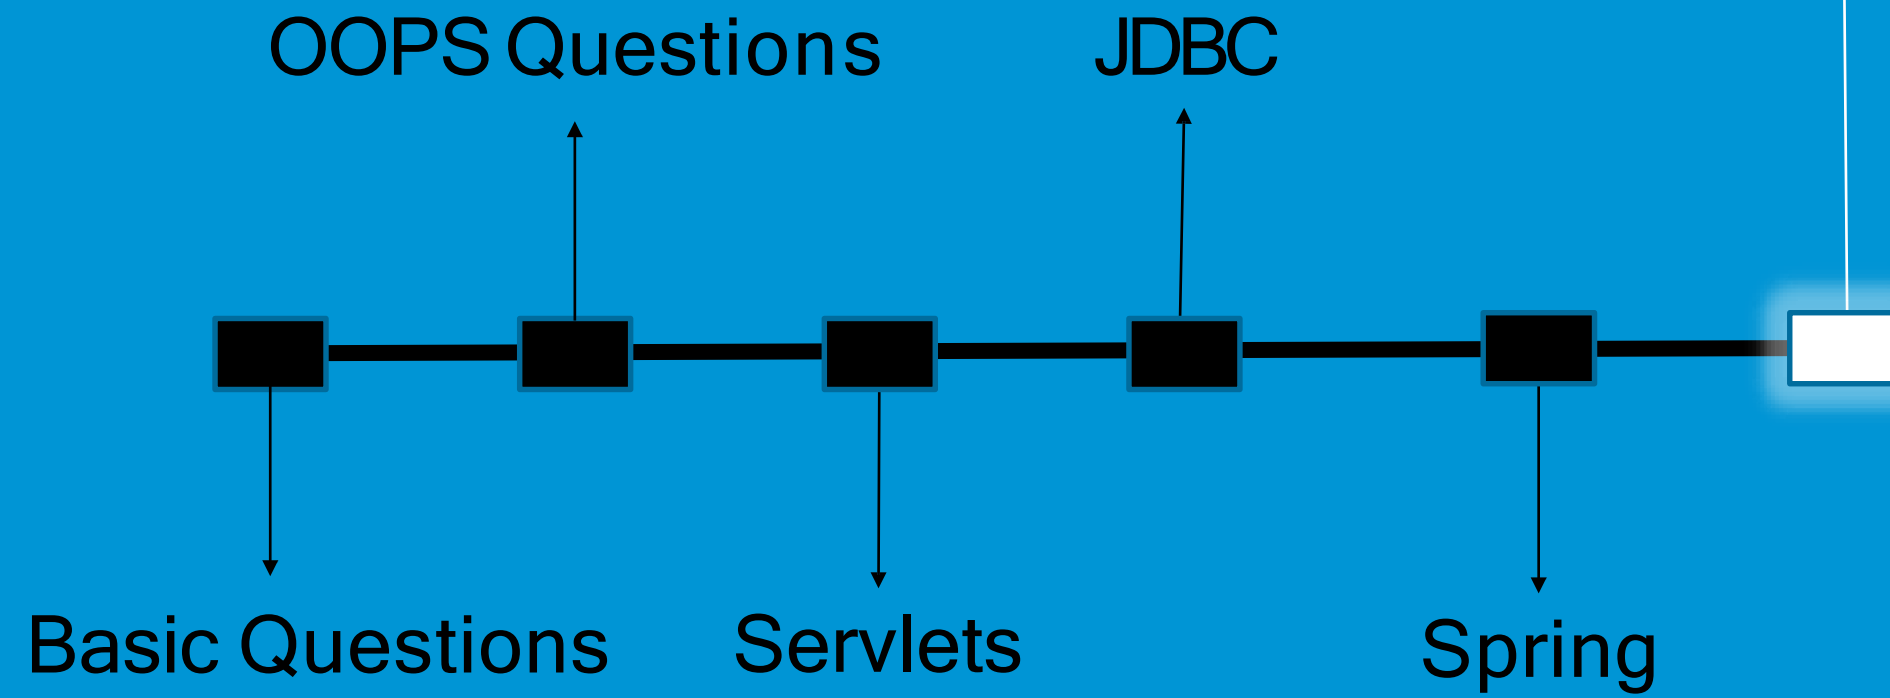 OOPS Questions
JDBC
Basic Questions
Servlets
Spring